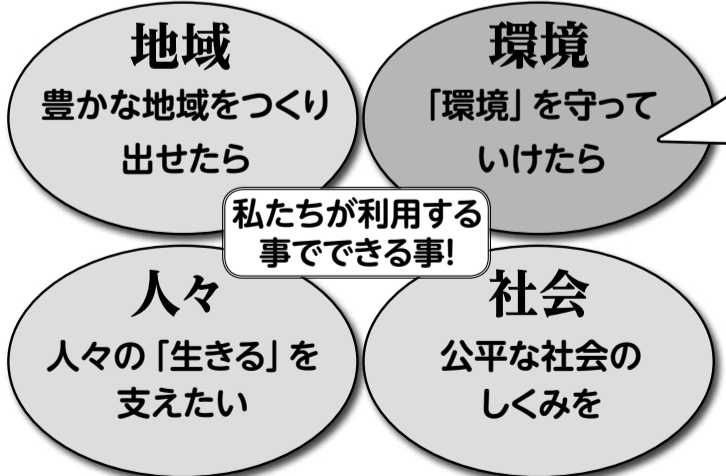 地域
豊かな地域をつくり
出せたら
環境
「環境」を守って
いけたら
私たちが利用する
事でできる事!
人々
人々の「生きる」を
支えたい
社会
公平な社会の
しくみを